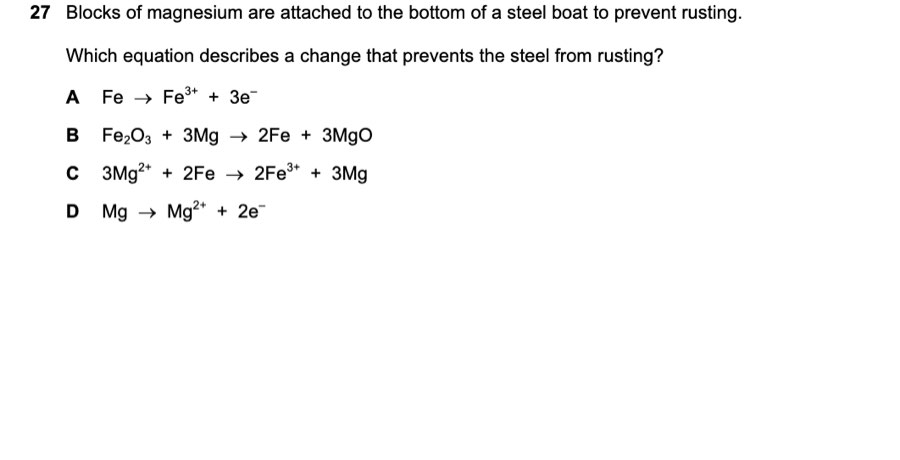 27 Blocks of magnesium are attached to the bottom of a steel boat to prevent rusting.
Which equation describes a change that prevents the steel from rusting?
A Fe → Fe³⁺ + 3e⁻
B Fe₂O₃ + 3Mg → 2Fe + 3MgO
C 3Mg²⁺ + 2Fe → 2Fe³⁺ + 3Mg
D Mg → Mg²⁺ + 2e⁻